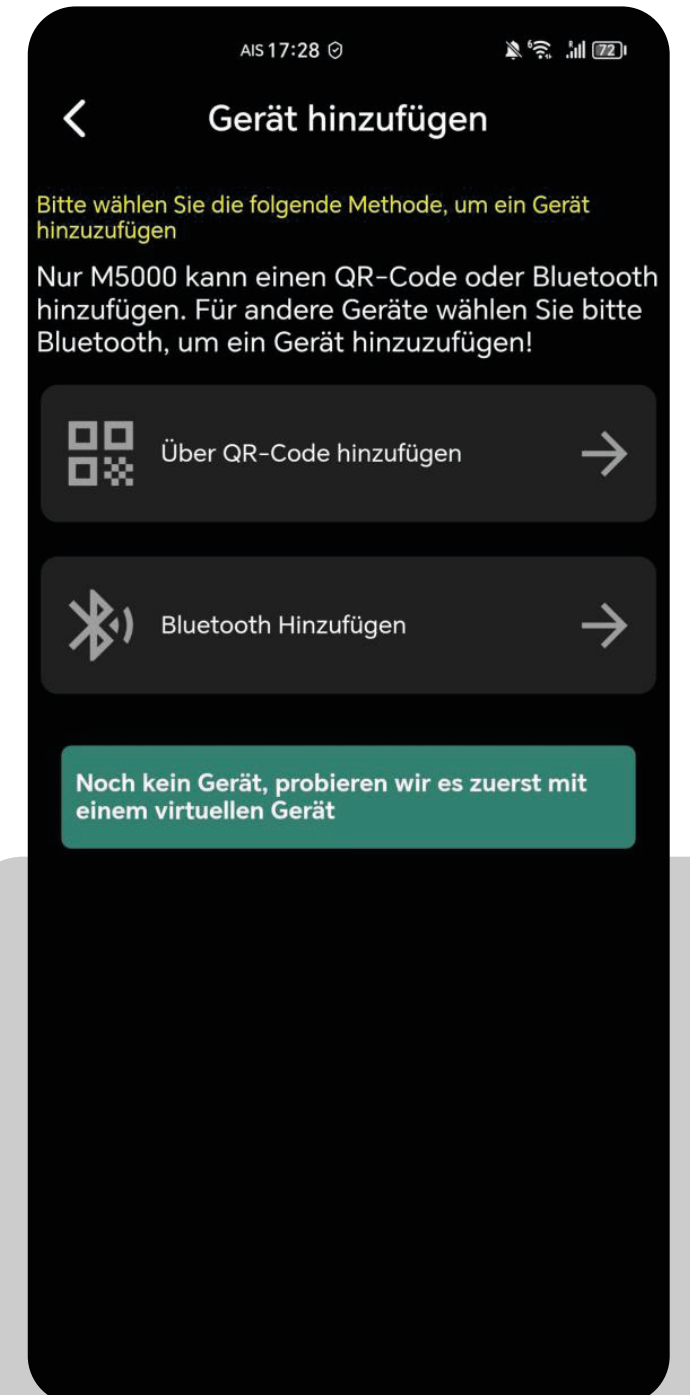 AIS 17:28 6 72
Gerät hinzufügen
Bitte wählen Sie die folgende Methode, um ein Gerät
hinzuzufügen
Nur M5000 kann einen QR-Code oder Bluetooth
hinzufügen. Für andere Geräte wählen Sie bitte
Bluetooth, um ein Gerät hinzuzufügen!
Über QR-Code hinzufügen
Bluetooth Hinzufügen
Noch kein Gerät, probieren wir es zuerst mit
einem virtuellen Gerät